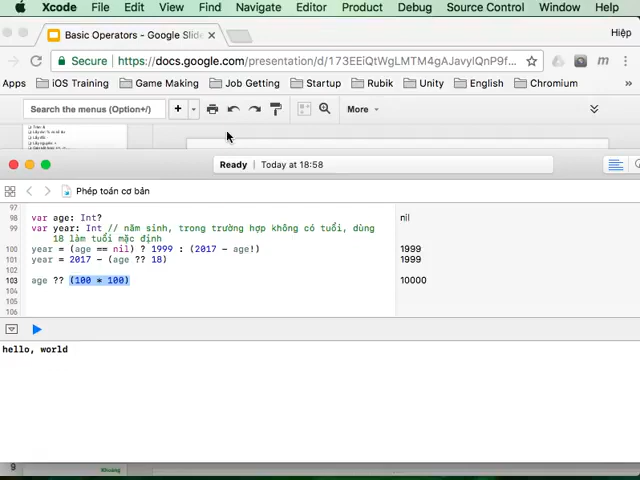 Xcode File Edit View Find Navigate Editor Product Debug Source Control Window Help
Basic Operators - Google Slide
Hiệp
Secure https://docs.google.com/presentation/d/173EEiQtWgLMTM4gAJavyIQnP9f...
Apps iOS Training Game Making Job Getting Startup Rubik Unity English Chromium
Search the menus (Option+/) More
Ready Today at 18:58
Phép toán cơ bản
97
98 var age: Int? nil
99 var year: Int // năm sinh, trong trường hợp không có tuổi, dùng
18 làm tuổi mặc định
100 year = (age == nil) ? 1999 : (2017 - age!) 1999
101 year = 2017 - (age ?? 18) 1999
102
103 age ?? (100 * 100) 10000
104
105
106
hello, world
9
Khoảng